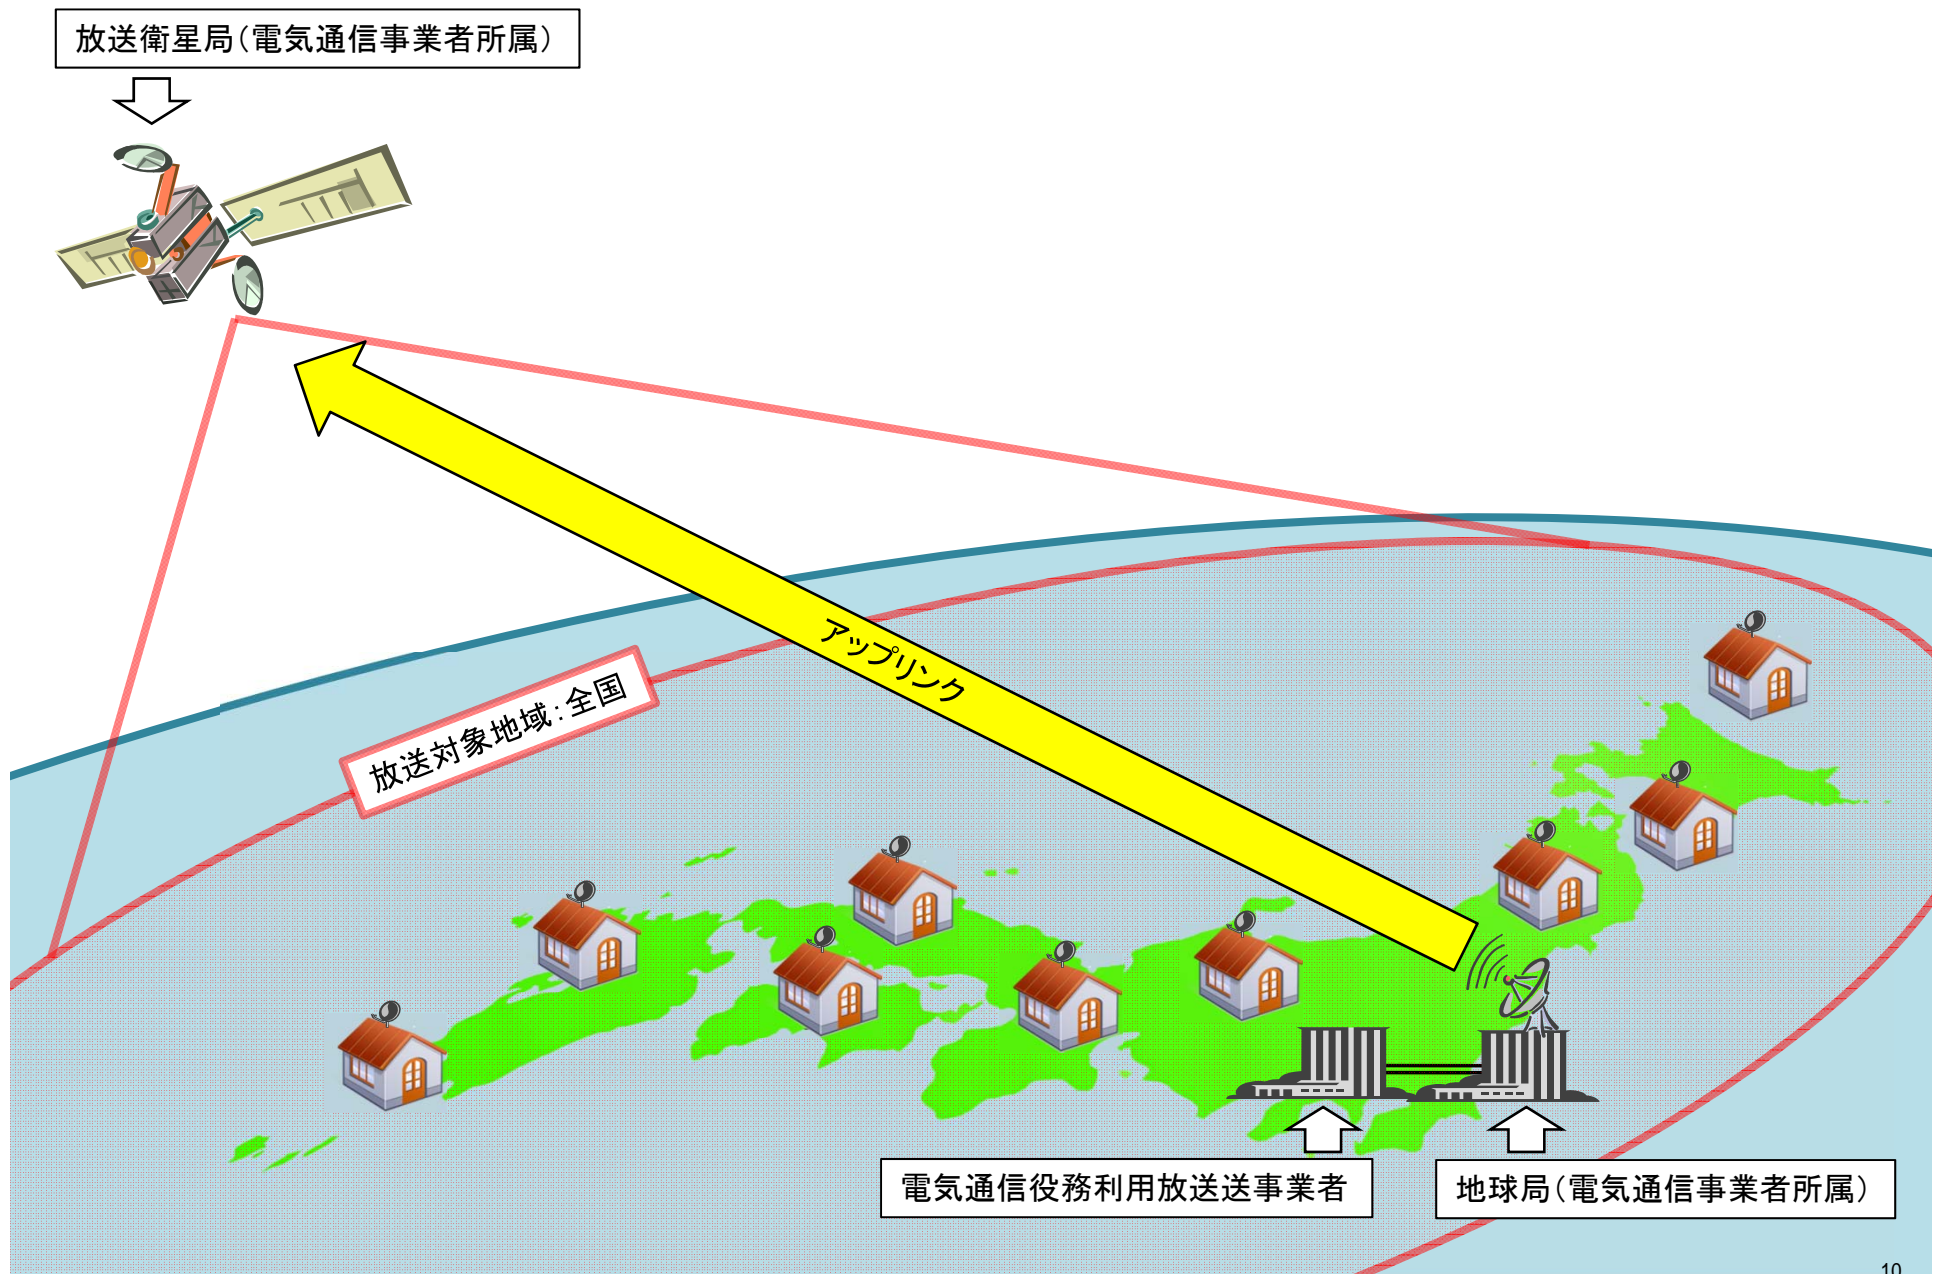 放送衛星局(電気通信事業者所属)
アップリンク
放送対象地域:全国
電気通信役務利用放送送事業者
地球局(電気通信事業者所属)
10